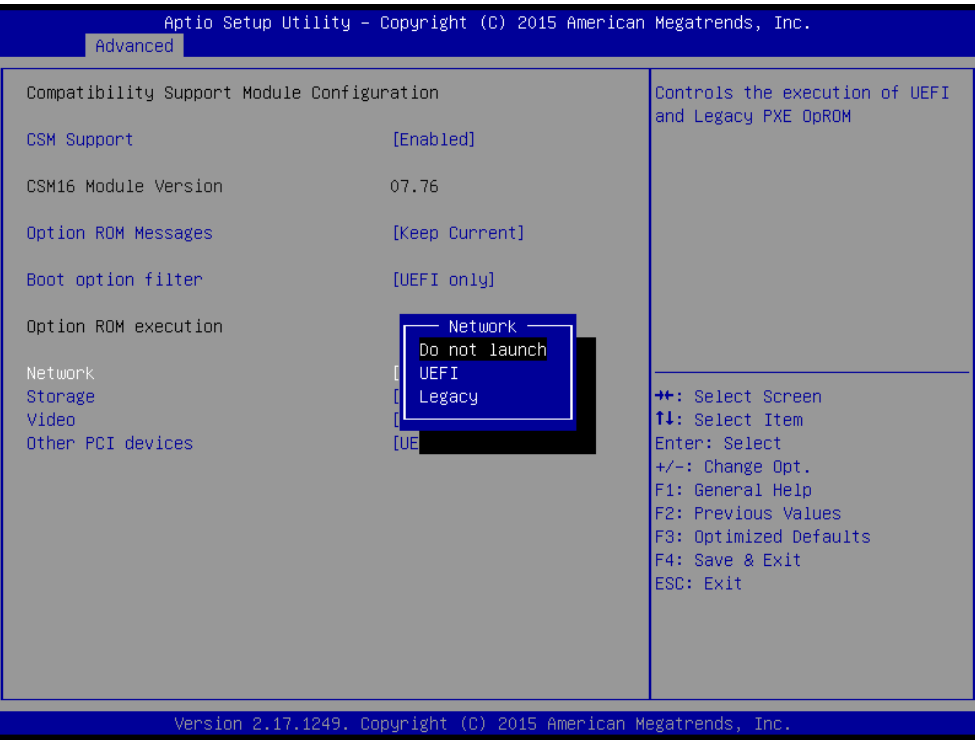 Aptio Setup Utility – Copyright (C) 2015 American Megatrends, Inc.
Advanced
Compatibility Support Module Configuration
CSM Support [Enabled]
CSM16 Module Version 07.76
Option ROM Messages [Keep Current]
Boot option filter [UEFI only]
Option ROM execution
Network [
Storage [
Video [
Other PCI devices [UE
Network
Do not launch
UEFI
Legacy
Controls the execution of UEFI
and Legacy PXE OpROM
→←: Select Screen
↑↓: Select Item
Enter: Select
+/-: Change Opt.
F1: General Help
F2: Previous Values
F3: Optimized Defaults
F4: Save & Exit
ESC: Exit
Version 2.17.1249. Copyright (C) 2015 American Megatrends, Inc.